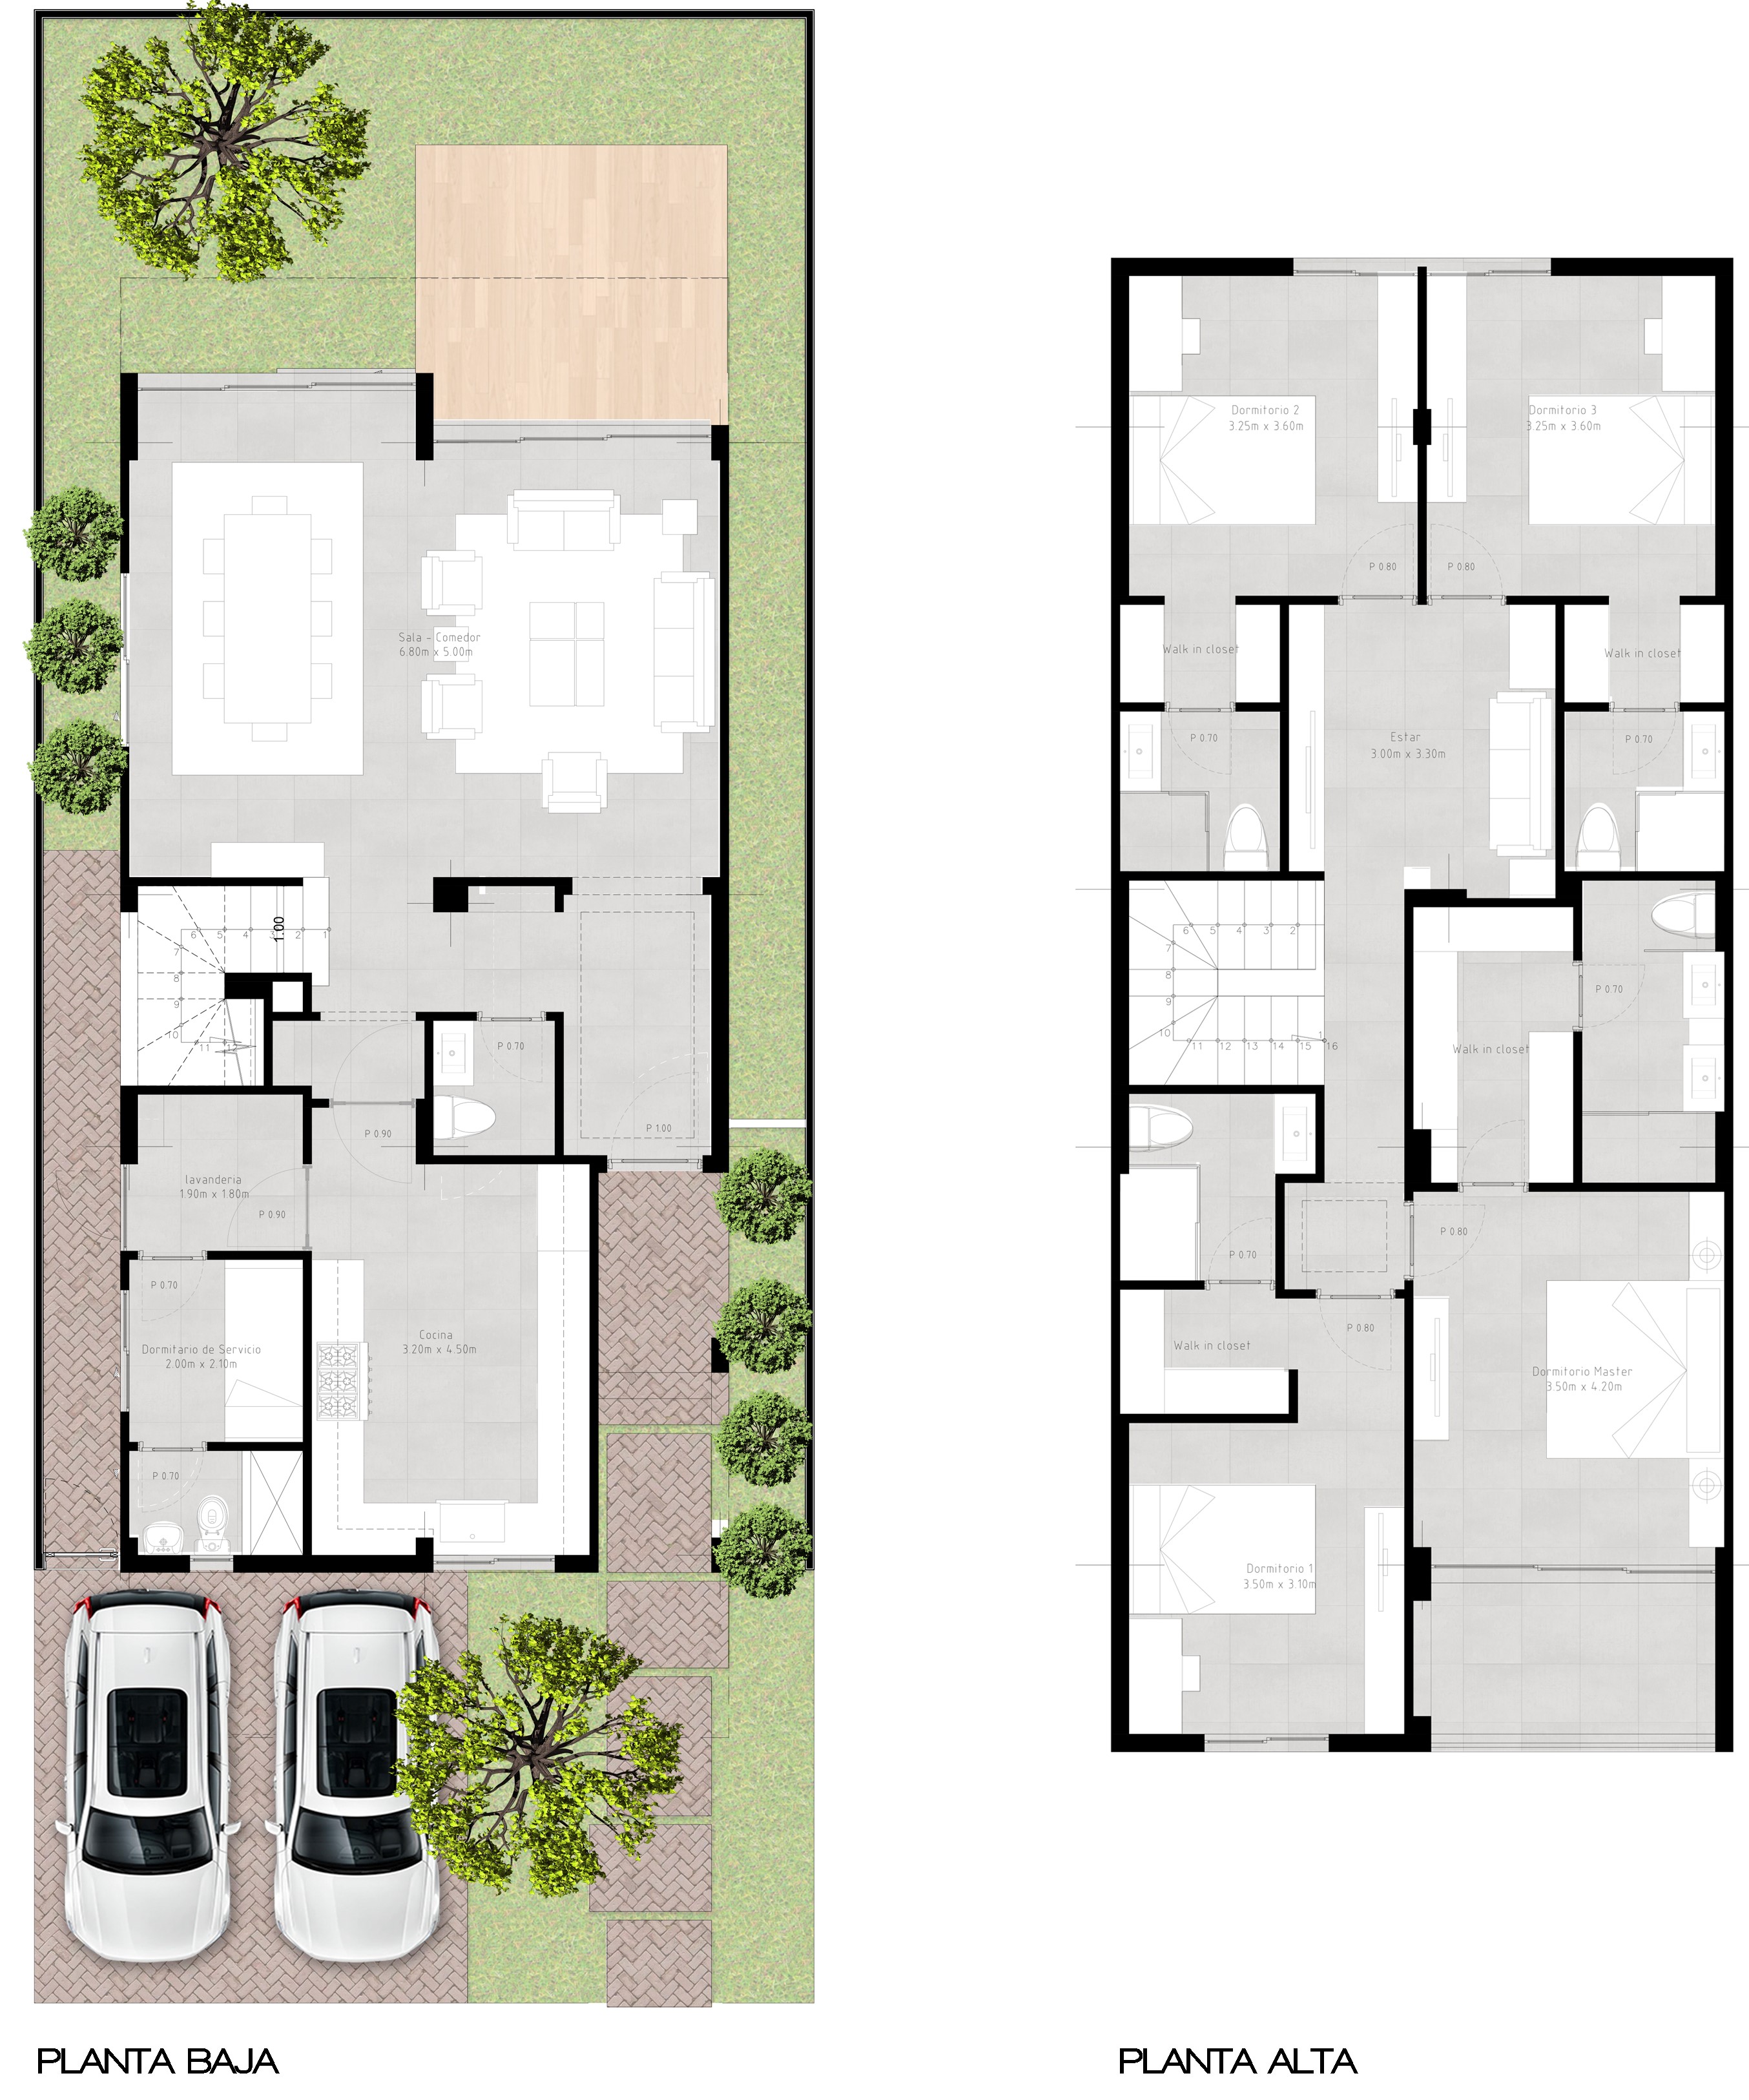 Sala - Comedor
6.80m x 5.00m
1.00
6 5 4 3 2 1
7
8
9
10
11 12
P 0.70
P 0.90
P 1.00
lavanderia
1.90m x 1.80m
P 0.90
P 0.70
Dormitario de Servicio
2.00m x 2.10m
Cocina
3.20m x 4.50m
P 0.70
PLANTA BAJA
Dormitorio 2
3.25m x 3.60m
Dormitorio 3
3.25m x 3.60m
P 0.80
P 0.80
Walk in closet
Walk in closet
P 0.70
Estar
3.00m x 3.30m
P 0.70
6 5 4 3 2
7
8
9
10
11 12 13 14 15 16
1
P 0.70
Walk in closet
P 0.80
P 0.70
P 0.80
Walk in closet
Dormitorio Master
3.50m x 4.20m
Dormitorio 1
3.50m x 3.10m
PLANTA ALTA